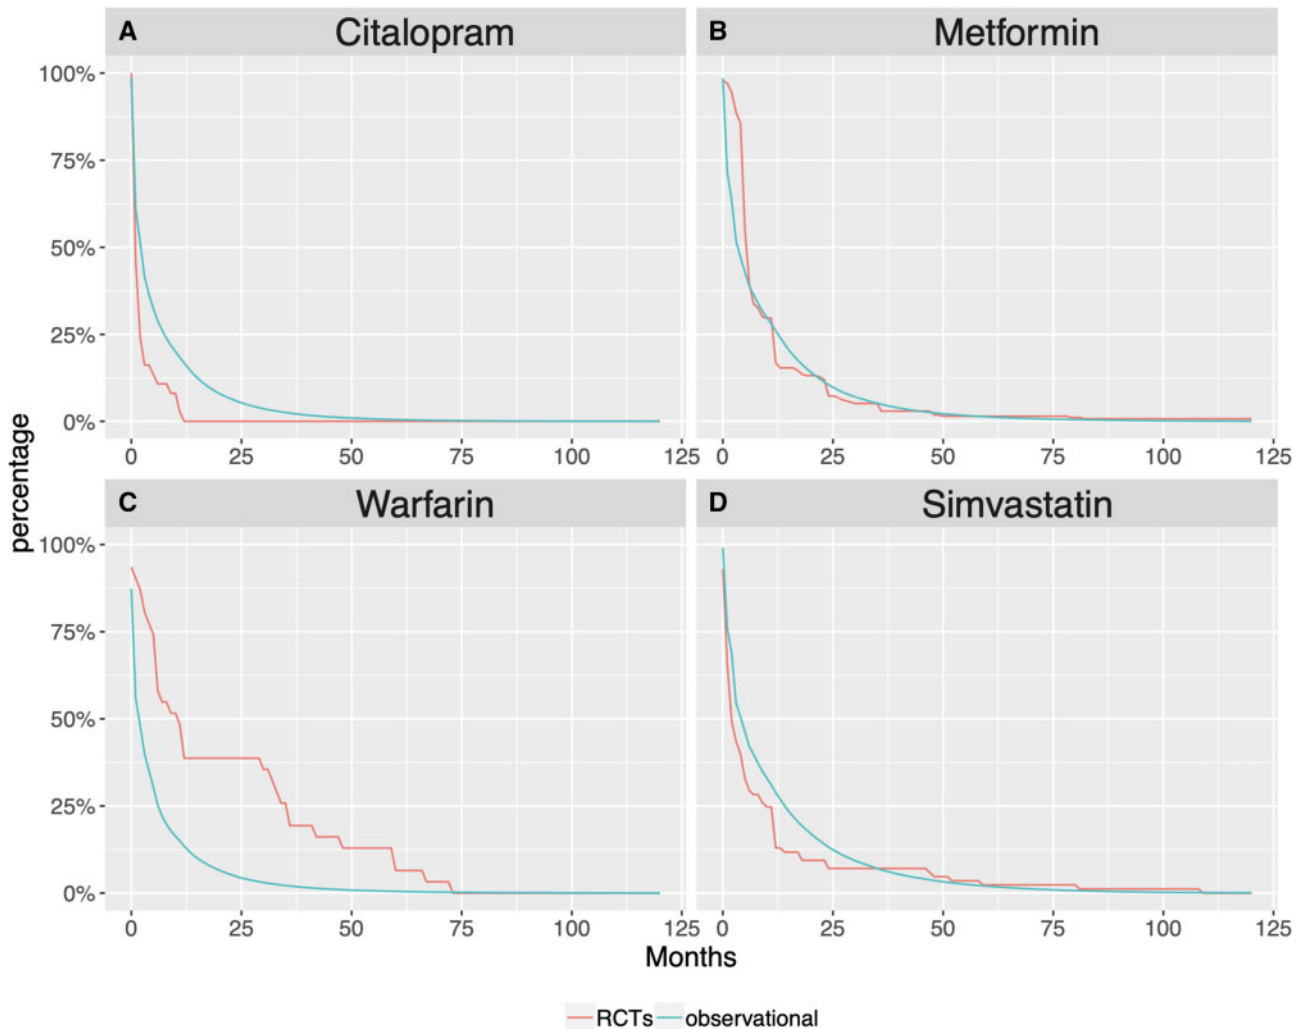 A Citalopram
B Metformin
100%
75%
50%
25%
0%
0 25 50 75 100 125
0 25 50 75 100 125
percentage
C Warfarin
D Simvastatin
100%
75%
50%
25%
0%
0 25 50 75 100 125
0 25 50 75 100 125
Months
RCTs observational